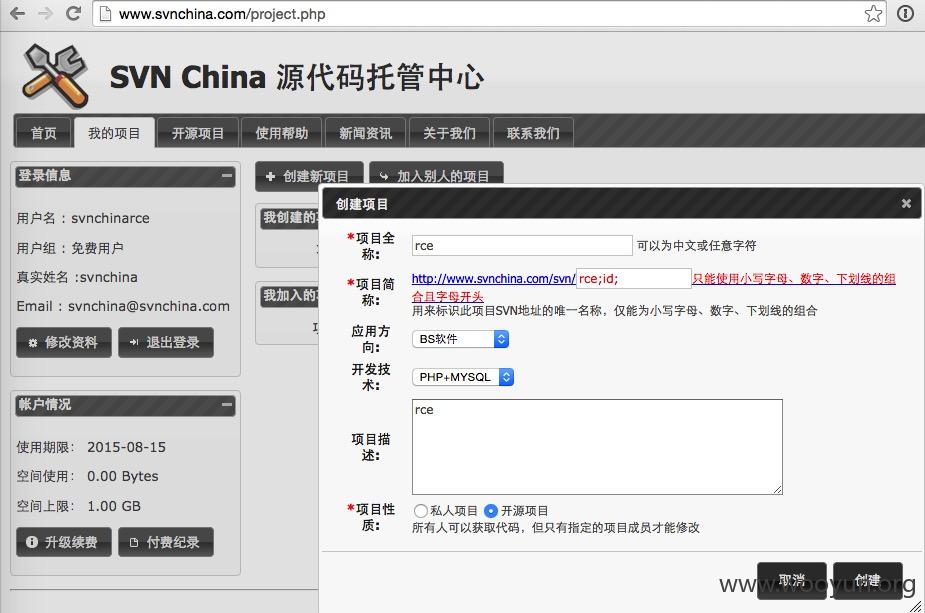 www.svnchina.com/project.php
SVN China 源代码托管中心
首页 我的项目 开源项目 使用帮助 新闻资讯 关于我们 联系我们
登录信息
用户名 : svnchinarce
用户组 : 免费用户
真实姓名 :svnchina
Email : svnchina@svnchina.com
修改资料 退出登录
帐户情况
使用期限: 2015-08-15
空间使用: 0.00 Bytes
空间上限: 1.00 GB
升级续费 付费纪录
创建新项目 加入别人的项目
我创建的
我加入的
创建项目
*项目全称: rce 可以为中文或任意字符
*项目简称: http://www.svnchina.com/svn/ rce;id; 只能使用小写字母、数字、下划线的组
合且字母开头
用来标识此项目SVN地址的唯一名称，仅能为小写字母、数字、下划线的组合
应用方向: BS软件
开发技术: PHP+MYSQL
项目描述: rce
*项目性质: 私人项目 开源项目
所有人可以获取代码，但只有指定的项目成员才能修改
取消 创建
www.wooyun.org